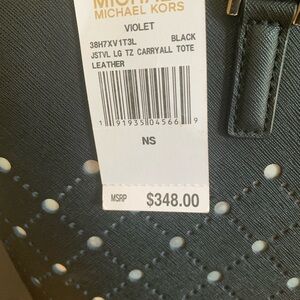 MICHAEL
MICHAEL KORS
VIOLET
38H7XV1T3L BLACK
JSTVL LG TZ CARRYALL TOTE
LEATHER
1 91935 04566 9
NS
MSRP $348.00